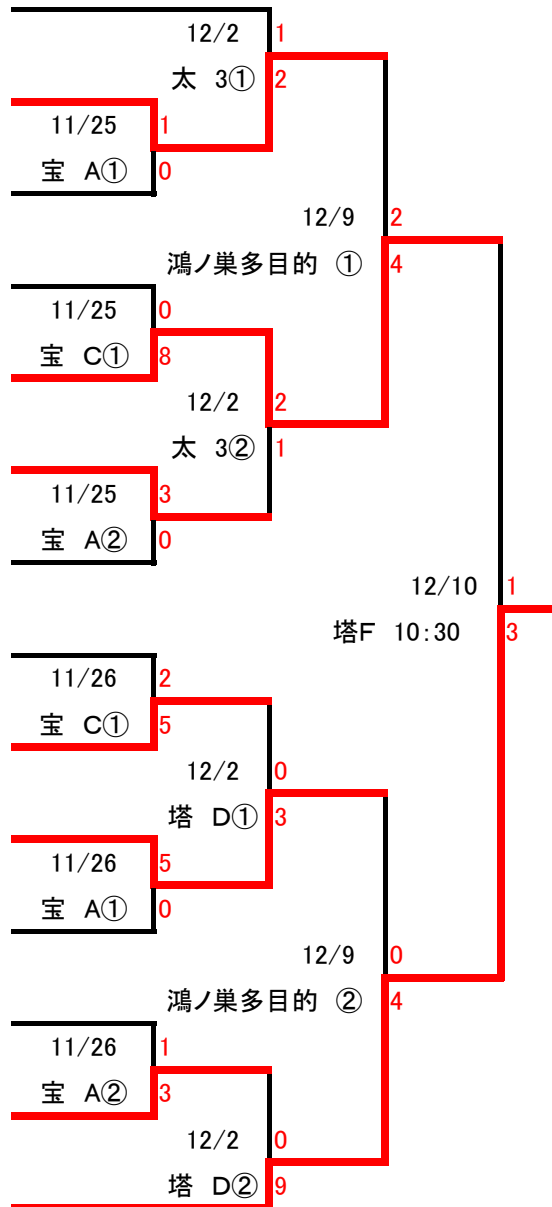 12/2 1
太 3① 2
11/25 1
宝 A① 0
12/9 2
鴻ノ巣多目的 ① 4
11/25 0
宝 C① 8
12/2 2
太 3② 1
11/25 3
宝 A② 0
12/10 1
塔F 10:30 3
11/26 2
宝 C① 5
12/2 0
塔 D① 3
11/26 5
宝 A① 0
12/9 0
鴻ノ巣多目的 ② 4
11/26 1
宝 A② 3
12/2 0
塔 D② 9